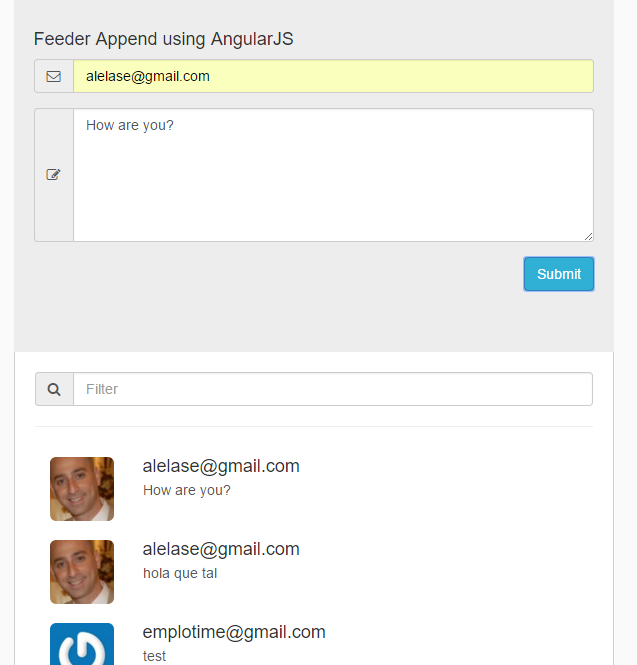 Feeder Append using AngularJS
alelase@gmail.com
How are you?
Submit
Filter
alelase@gmail.com
How are you?
alelase@gmail.com
hola que tal
emplotime@gmail.com
test